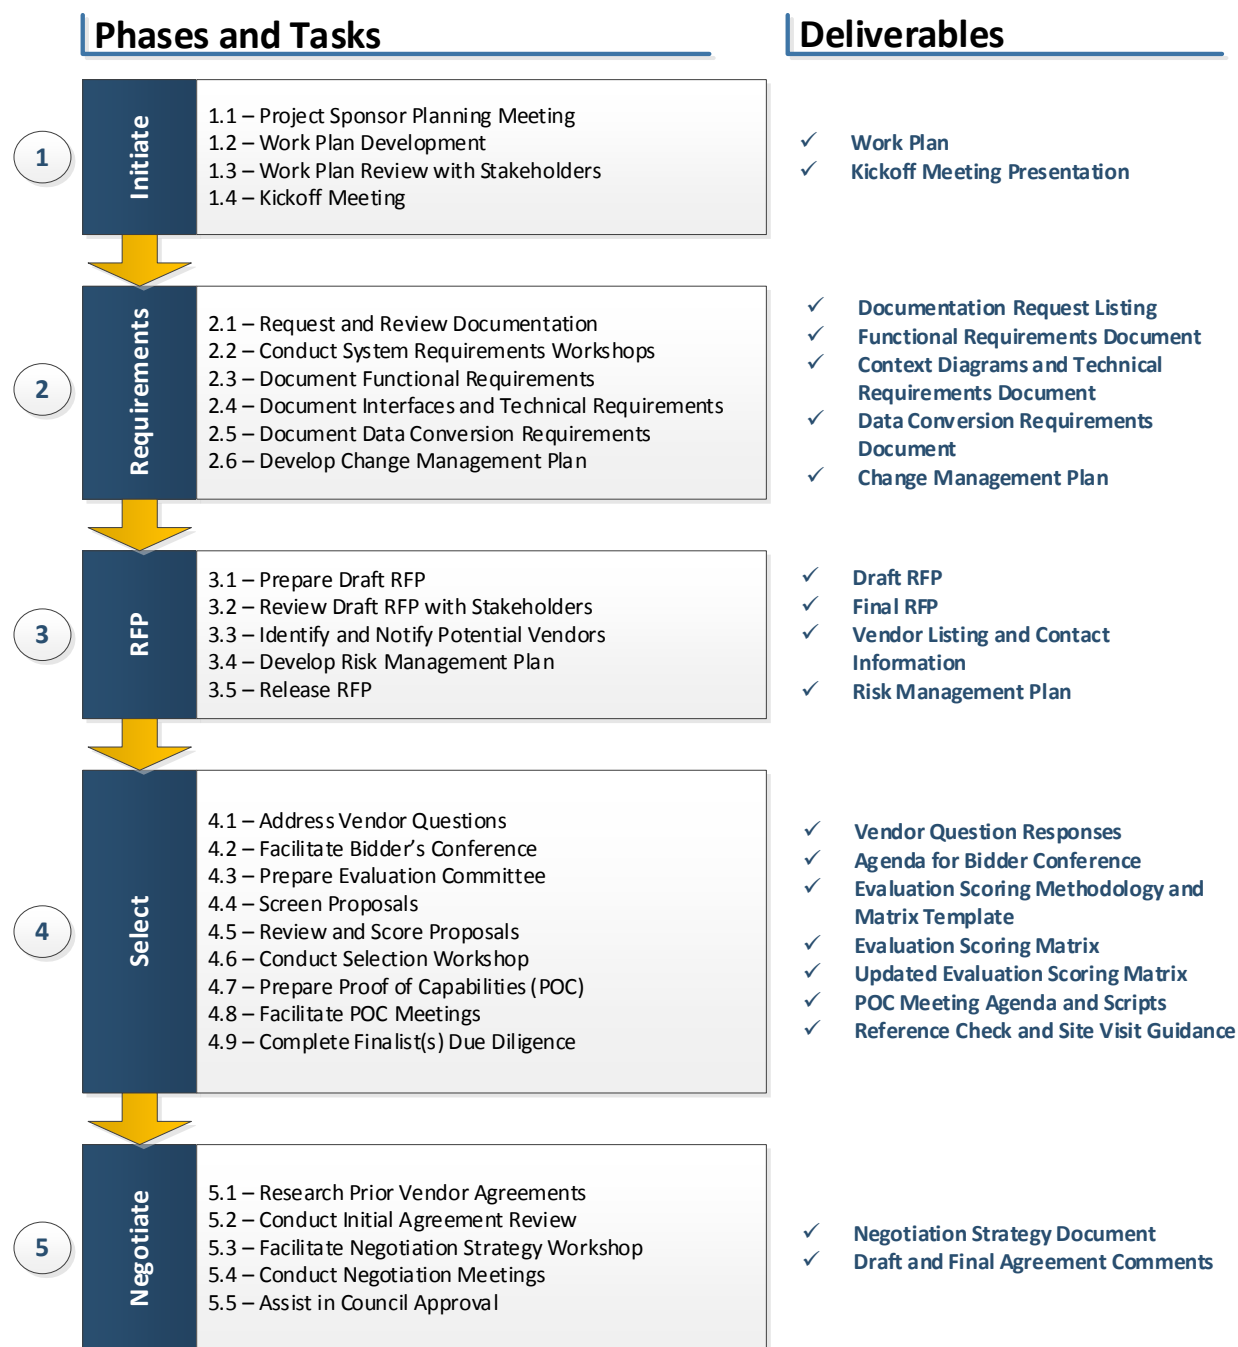 Phases and Tasks
Deliverables
1
Initiate
1.1 – Project Sponsor Planning Meeting
1.2 – Work Plan Development
1.3 – Work Plan Review with Stakeholders
1.4 – Kickoff Meeting
✓ Work Plan
✓ Kickoff Meeting Presentation
2
Requirements
2.1 – Request and Review Documentation
2.2 – Conduct System Requirements Workshops
2.3 – Document Functional Requirements
2.4 – Document Interfaces and Technical Requirements
2.5 – Document Data Conversion Requirements
2.6 – Develop Change Management Plan
✓ Documentation Request Listing
✓ Functional Requirements Document
✓ Context Diagrams and Technical
Requirements Document
✓ Data Conversion Requirements
Document
✓ Change Management Plan
3
RFP
3.1 – Prepare Draft RFP
3.2 – Review Draft RFP with Stakeholders
3.3 – Identify and Notify Potential Vendors
3.4 – Develop Risk Management Plan
3.5 – Release RFP
✓ Draft RFP
✓ Final RFP
✓ Vendor Listing and Contact
Information
✓ Risk Management Plan
4
Select
4.1 – Address Vendor Questions
4.2 – Facilitate Bidder’s Conference
4.3 – Prepare Evaluation Committee
4.4 – Screen Proposals
4.5 – Review and Score Proposals
4.6 – Conduct Selection Workshop
4.7 – Prepare Proof of Capabilities (POC)
4.8 – Facilitate POC Meetings
4.9 – Complete Finalist(s) Due Diligence
✓ Vendor Question Responses
✓ Agenda for Bidder Conference
✓ Evaluation Scoring Methodology and
Matrix Template
✓ Evaluation Scoring Matrix
✓ Updated Evaluation Scoring Matrix
✓ POC Meeting Agenda and Scripts
✓ Reference Check and Site Visit Guidance
5
Negotiate
5.1 – Research Prior Vendor Agreements
5.2 – Conduct Initial Agreement Review
5.3 – Facilitate Negotiation Strategy Workshop
5.4 – Conduct Negotiation Meetings
5.5 – Assist in Council Approval
✓ Negotiation Strategy Document
✓ Draft and Final Agreement Comments